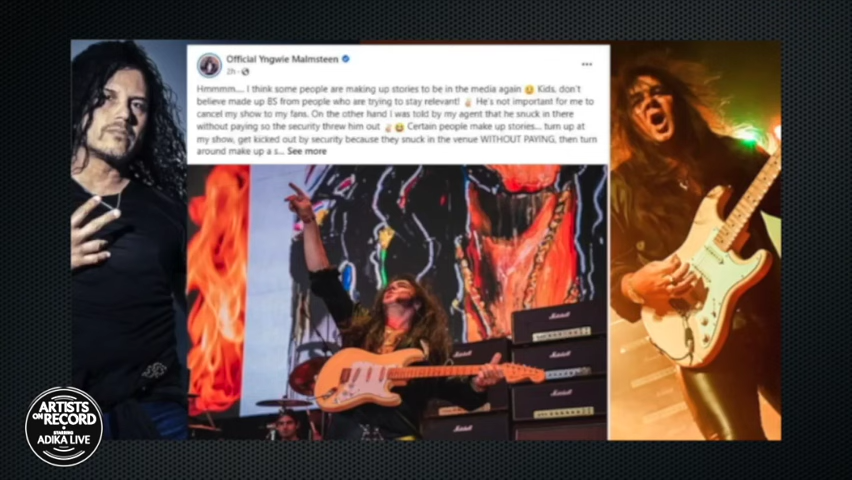 Official Yngwie Malmsteen
2h
Hmmmm.... I think some people are making up stories to be in the media again Kids, don't
believe made up BS from people who are trying to stay relevant! He's not important for me to
cancel my show to my fans. On the other hand I was told by my agent that he snuck in there
without paying so the security threw him out Certain people make up stories... turn up at
my show, get kicked out by security because they snuck in the venue WITHOUT PAYING, then turn
around make up a s... See more
Marshall
Marshall
Marshall
Marshall
Marshall
ARTISTS
ON RECORD
STARRING
ADIKA LIVE